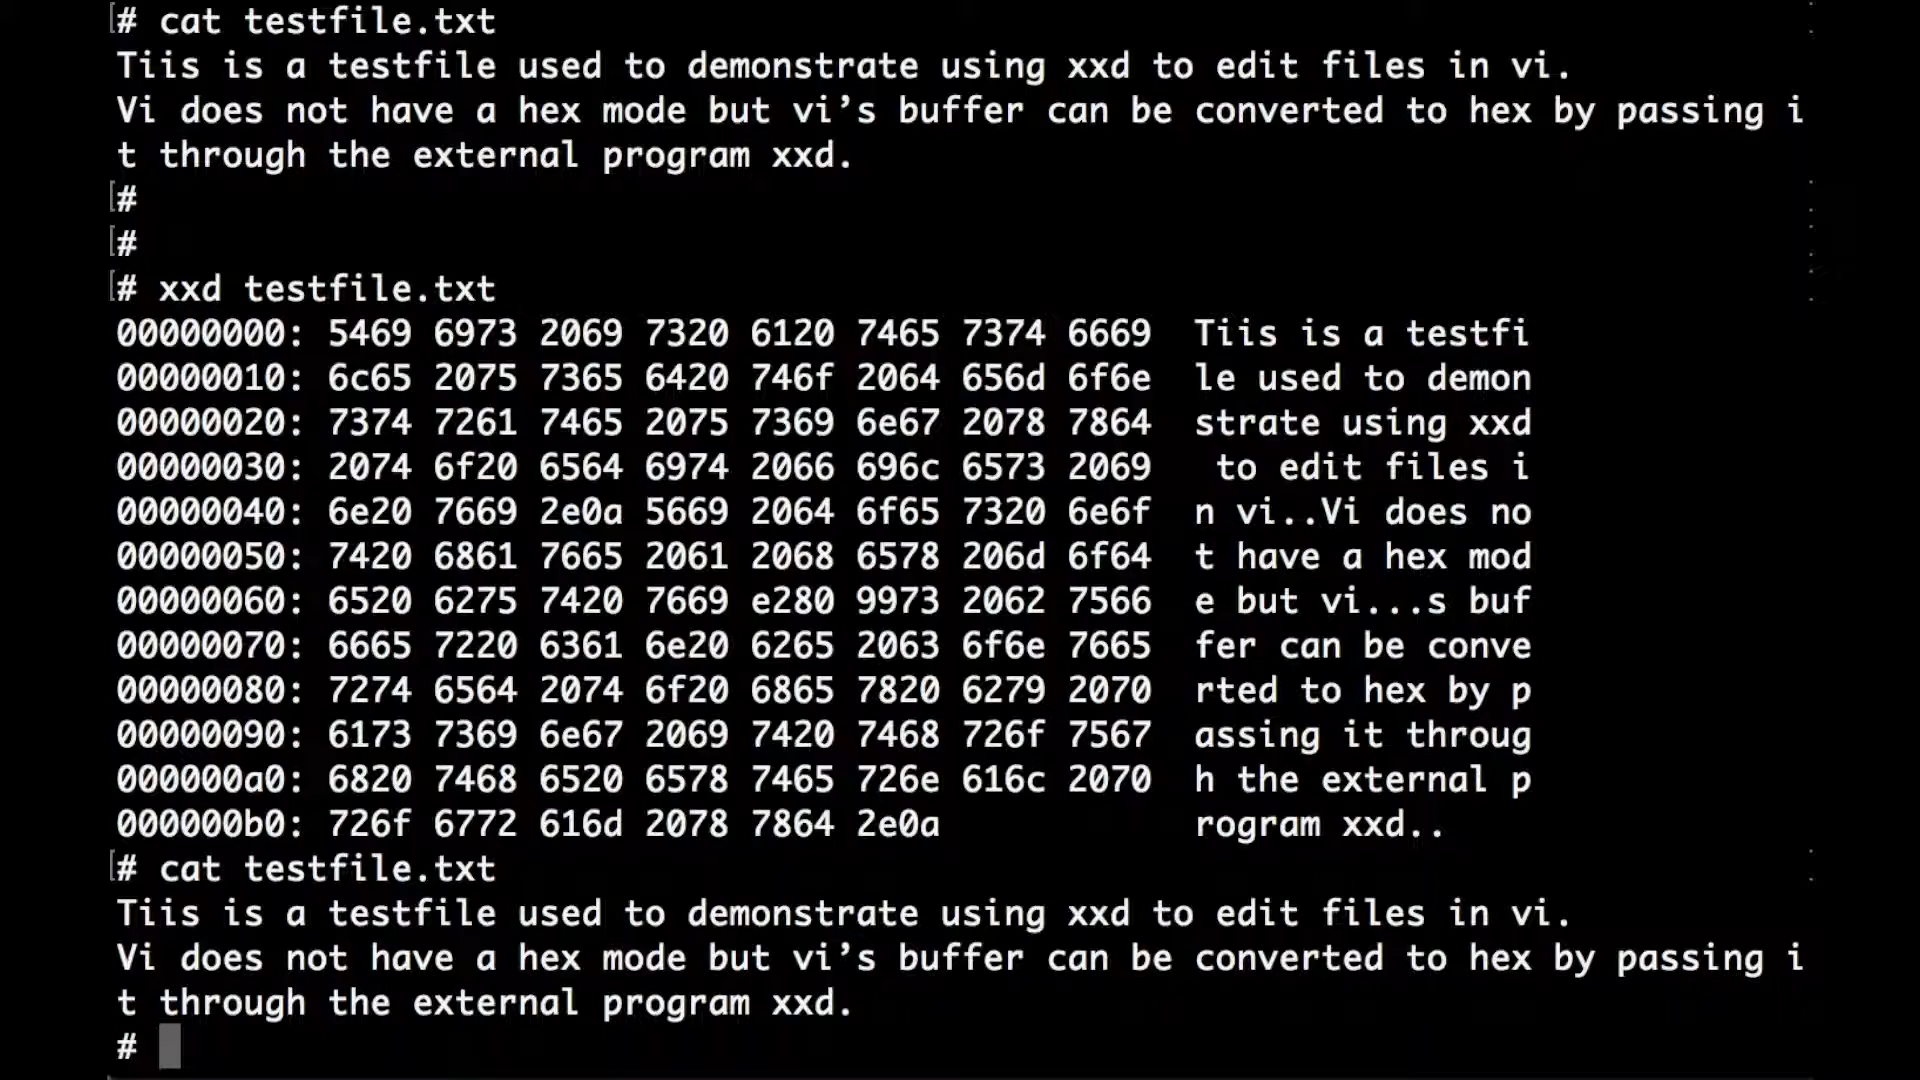 # cat testfile.txt
Tiis is a testfile used to demonstrate using xxd to edit files in vi.
Vi does not have a hex mode but vi’s buffer can be converted to hex by passing i
t through the external program xxd.
#
#
# xxd testfile.txt
00000000: 5469 6973 2069 7320 6120 7465 7374 6669  Tiis is a testfi
00000010: 6c65 2075 7365 6420 746f 2064 656d 6f6e  le used to demon
00000020: 7374 7261 7465 2075 7369 6e67 2078 7864  strate using xxd
00000030: 2074 6f20 6564 6974 2066 696c 6573 2069   to edit files i
00000040: 6e20 7669 2e0a 5669 2064 6f65 7320 6e6f  n vi..Vi does no
00000050: 7420 6861 7665 2061 2068 6578 206d 6f64  t have a hex mod
00000060: 6520 6275 7420 7669 e280 9973 2062 7566  e but vi...s buf
00000070: 6665 7220 6361 6e20 6265 2063 6f6e 7665  fer can be conve
00000080: 7274 6564 2074 6f20 6865 7820 6279 2070  rted to hex by p
00000090: 6173 7369 6e67 2069 7420 7468 726f 7567  assing it throug
000000a0: 6820 7468 6520 6578 7465 726e 616c 2070  h the external p
000000b0: 726f 6772 616d 2078 7864 2e0a            rogram xxd..
# cat testfile.txt
Tiis is a testfile used to demonstrate using xxd to edit files in vi.
Vi does not have a hex mode but vi’s buffer can be converted to hex by passing i
t through the external program xxd.
#